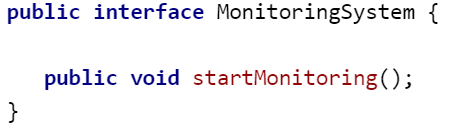 public interface MonitoringSystem {
public void startMonitoring();
}